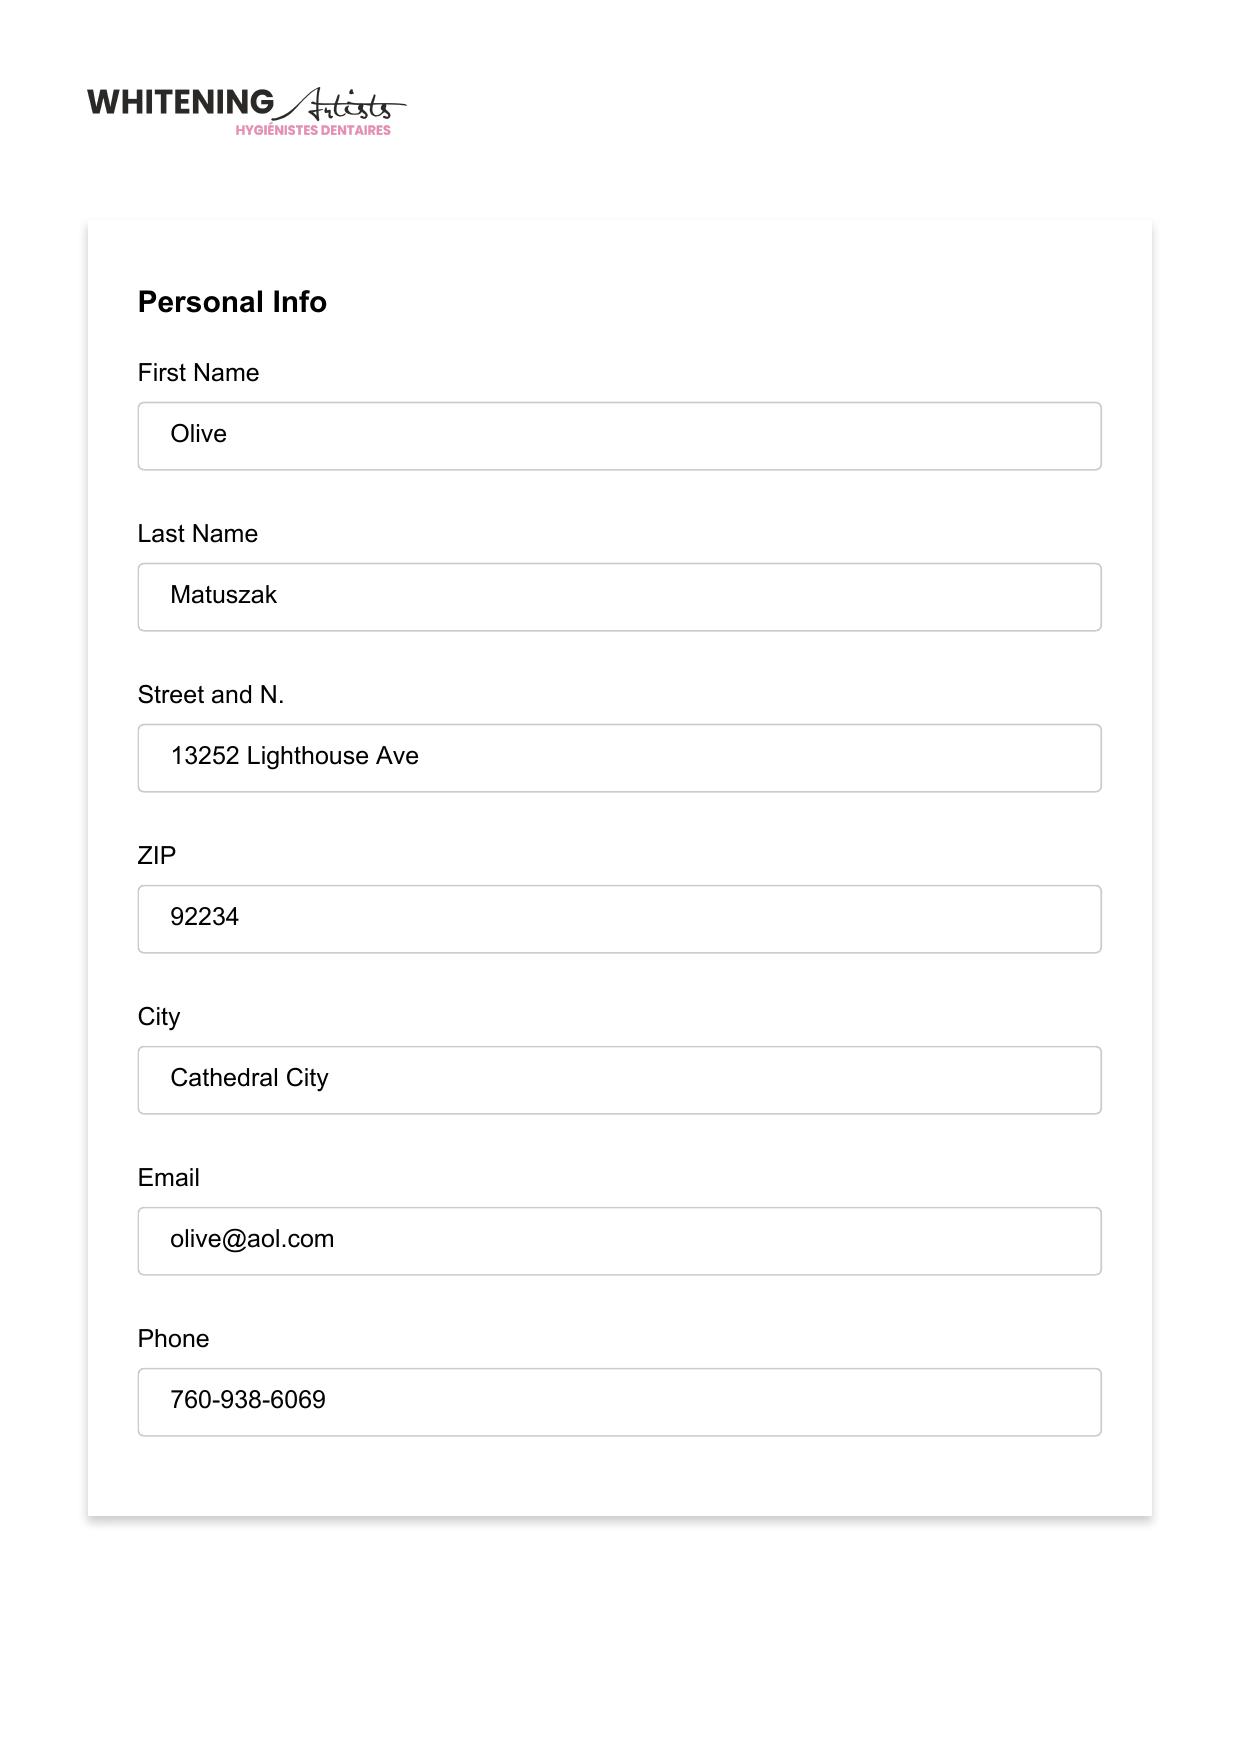 WHITENING Artists
HYGIÉNISTES DENTAIRES
Personal Info
First Name
Olive
Last Name
Matuszak
Street and N.
13252 Lighthouse Ave
ZIP
92234
City
Cathedral City
Email
olive@aol.com
Phone
760-938-6069